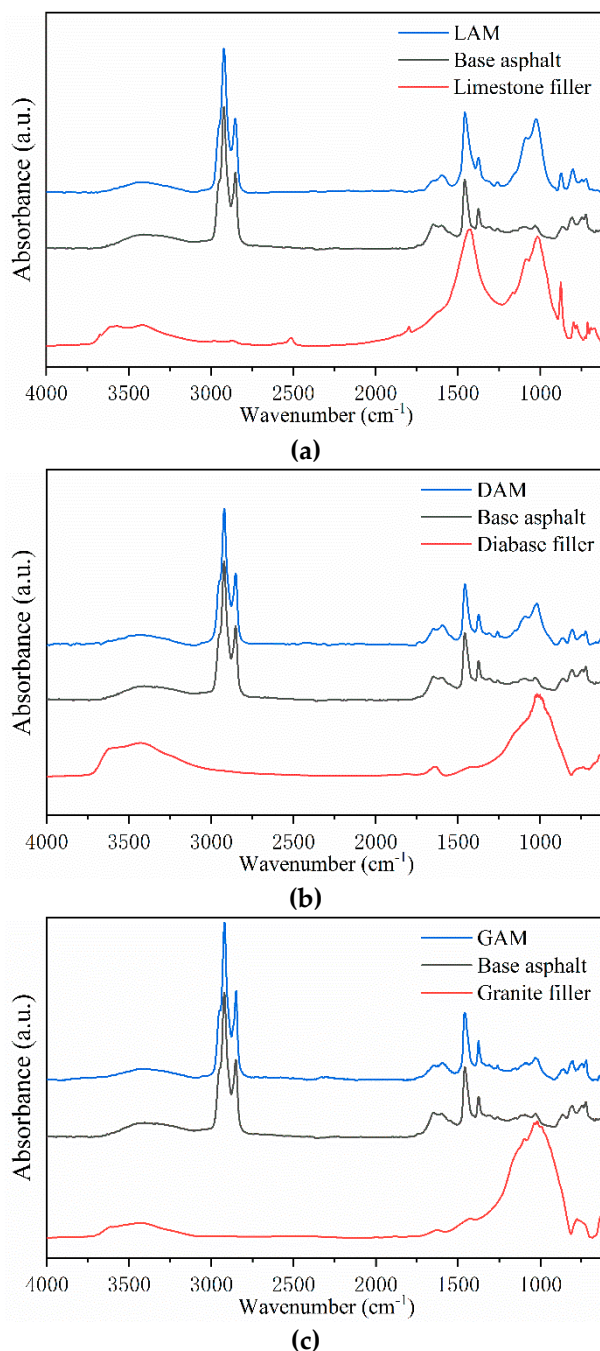 LAM
Base asphalt
Limestone filler
Absorbance (a.u.)
4000 3500 3000 2500 2000 1500 1000
Wavenumber (cm⁻¹)
(a)
DAM
Base asphalt
Diabase filler
Absorbance (a.u.)
4000 3500 3000 2500 2000 1500 1000
Wavenumber (cm⁻¹)
(b)
GAM
Base asphalt
Granite filler
Absorbance (a.u.)
4000 3500 3000 2500 2000 1500 1000
Wavenumber (cm⁻¹)
(c)